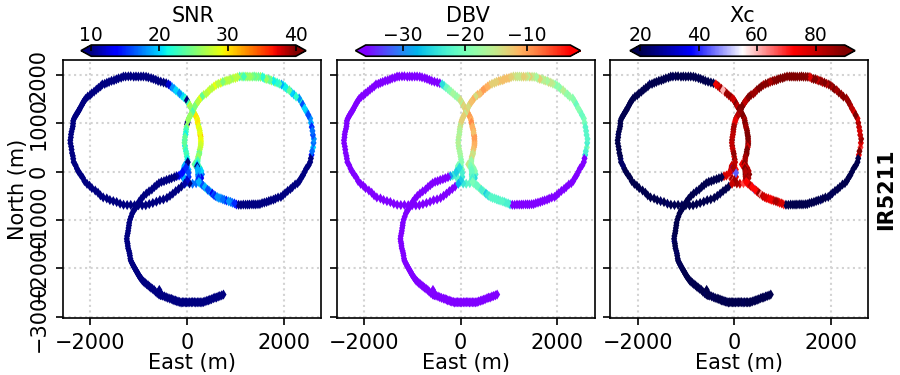 SNR DBV Xc
10 20 30 40 −30 −20 −10 20 40 60 80
2000
1000
0
−1000
−2000
−3000
North (m)
IR5211
−2000 0 2000 −2000 0 2000 −2000 0 2000
East (m) East (m) East (m)